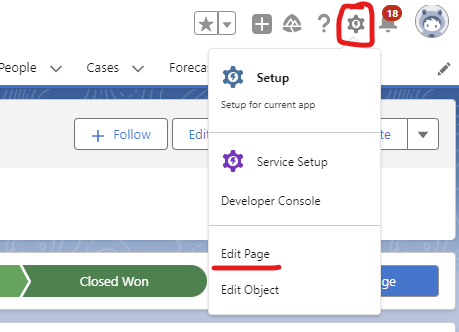 18
People
Cases
Forecas
Setup
Setup for current app
+ Follow
Edi
te
Service Setup
Developer Console
Edit Page
Closed Won
ge
Edit Object